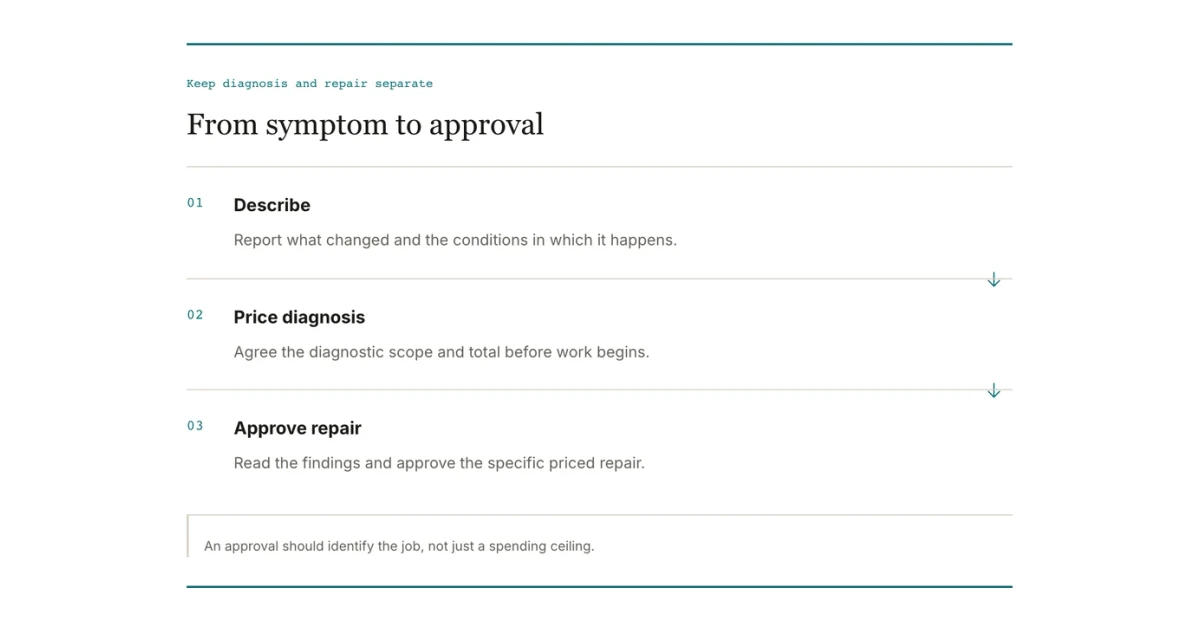 Keep diagnosis and repair separate
From symptom to approval
01
Describe
Report what changed and the conditions in which it happens.
02
Price diagnosis
Agree the diagnostic scope and total before work begins.
03
Approve repair
Read the findings and approve the specific priced repair.
An approval should identify the job, not just a spending ceiling.